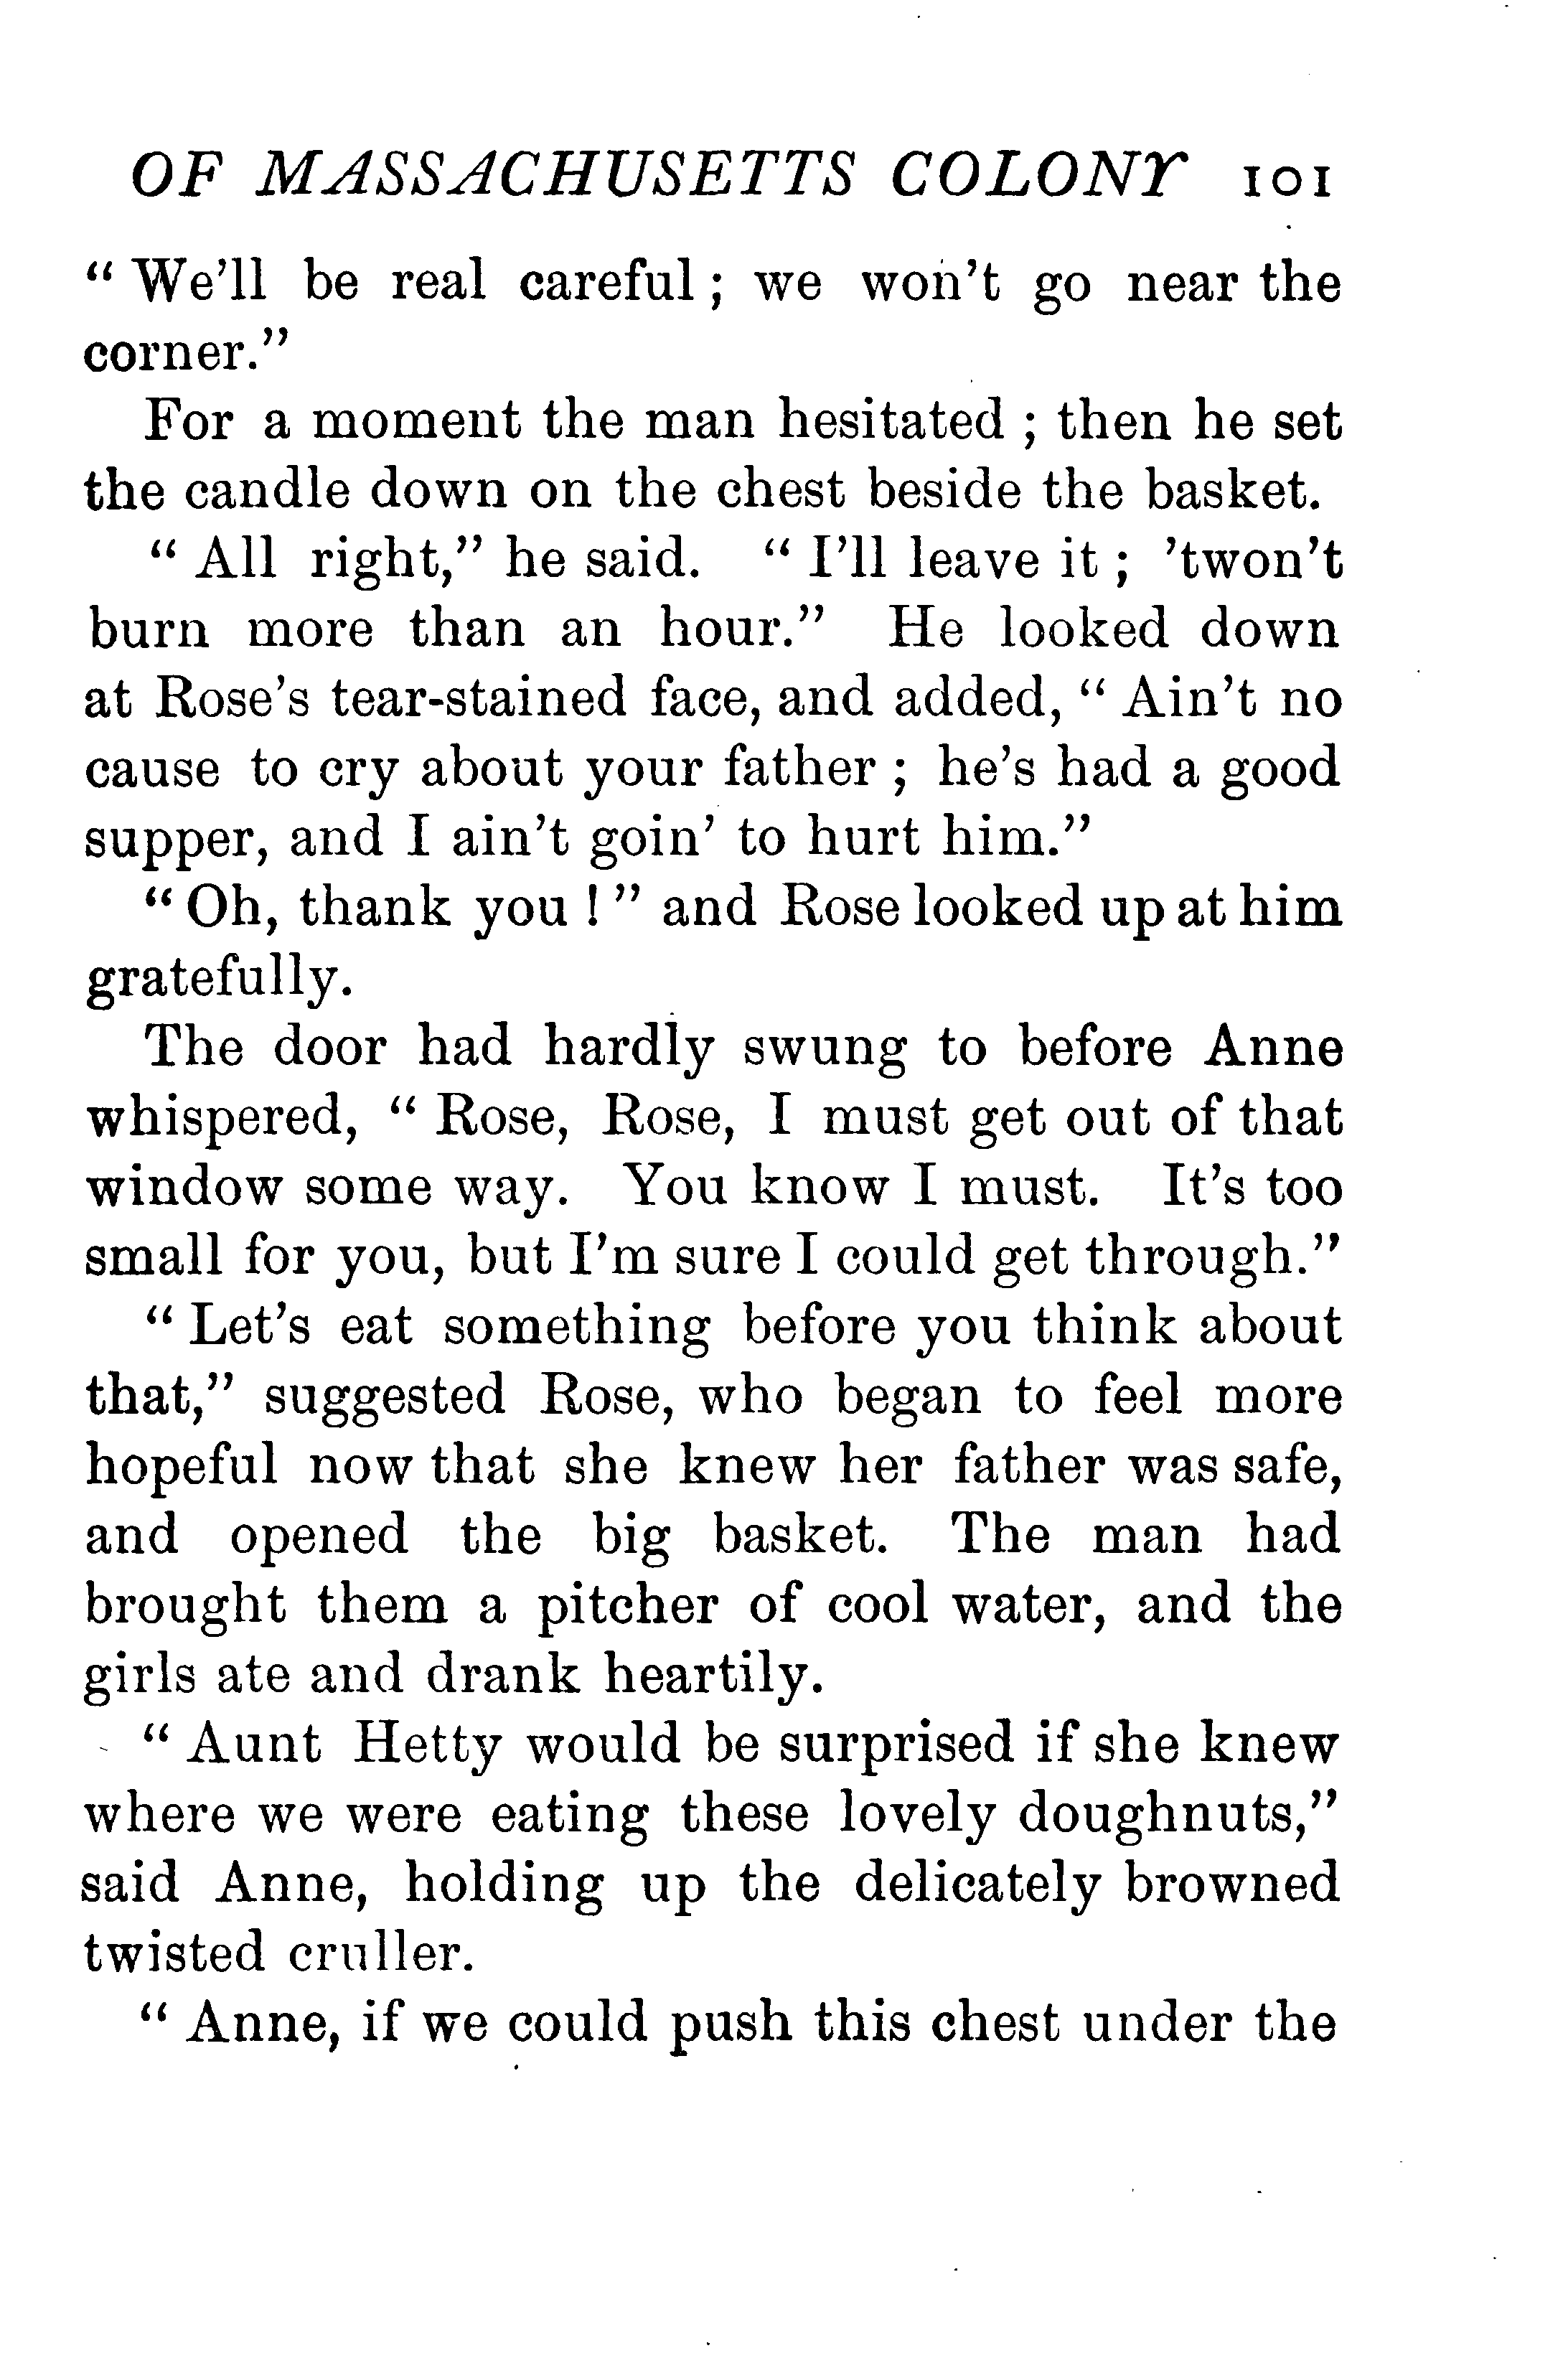 OF MASSACHUSETTS COLONY 101
“ We’ll be real careful ; we won’t go near the
corner.”
For a moment the man hesitated ; then he set
the candle down on the chest beside the basket.
“ All right,” he said. “ I’ll leave it ; ’twon’t
burn more than an hour.” He looked down
at Rose’s tear-stained face, and added, “ Ain’t no
cause to cry about your father ; he’s had a good
supper, and I ain’t goin’ to hurt him.”
“ Oh, thank you ! ” and Rose looked up at him
gratefully.
The door had hardly swung to before Anne
whispered, “ Rose, Rose, I must get out of that
window some way. You know I must. It’s too
small for you, but I’m sure I could get through.”
“ Let’s eat something before you think about
that,” suggested Rose, who began to feel more
hopeful now that she knew her father was safe,
and opened the big basket. The man had
brought them a pitcher of cool water, and the
girls ate and drank heartily.
“ Aunt Hetty would be surprised if she knew
where we were eating these lovely doughnuts,”
said Anne, holding up the delicately browned
twisted cruller.
“ Anne, if we could push this chest under the